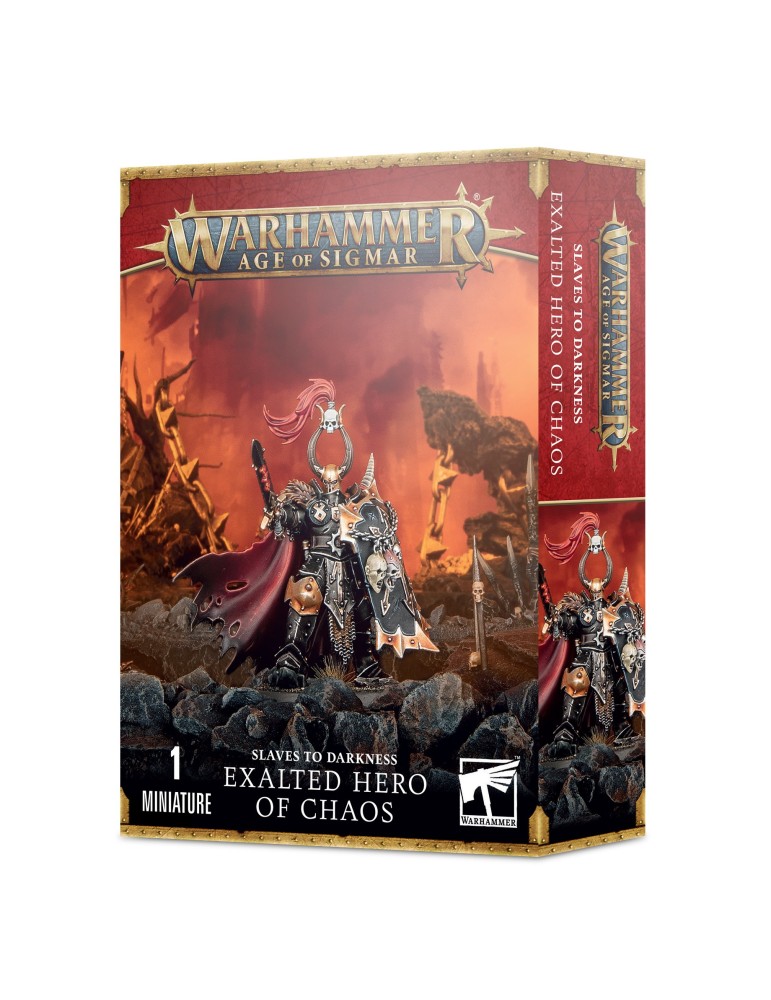 WARHAMMER
®
AGE OF SIGMAR
SLAVES TO DARKNESS
EXALTED HERO
OF CHAOS
1
MINIATURE
™
WARHAMMER
WARHAMMER
AGE OF SIGMAR
SLAVES TO DARKNESS
EXALTED HERO OF CHAOS